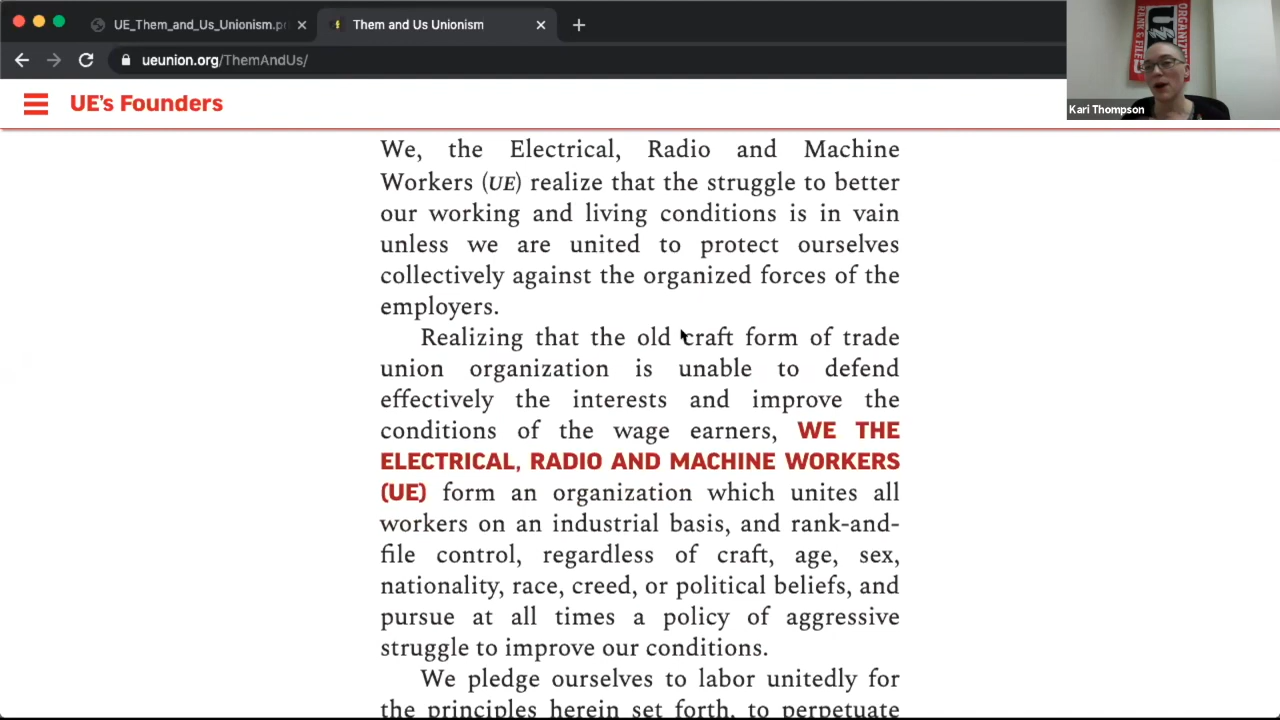 UE_Them_and_Us_Unionism.p
Them and Us Unionism
ueunion.org/ThemAndUs/
ORGANIZE
RANK & FILE
Kari Thompson
UE's Founders
We, the Electrical, Radio and Machine
Workers (UE) realize that the struggle to better
our working and living conditions is in vain
unless we are united to protect ourselves
collectively against the organized forces of the
employers.
Realizing that the old craft form of trade
union organization is unable to defend
effectively the interests and improve the
conditions of the wage earners, WE THE
ELECTRICAL, RADIO AND MACHINE WORKERS
(UE) form an organization which unites all
workers on an industrial basis, and rank-and-
file control, regardless of craft, age, sex,
nationality, race, creed, or political beliefs, and
pursue at all times a policy of aggressive
struggle to improve our conditions.
We pledge ourselves to labor unitedly for
the principles herein set forth, to perpetuate